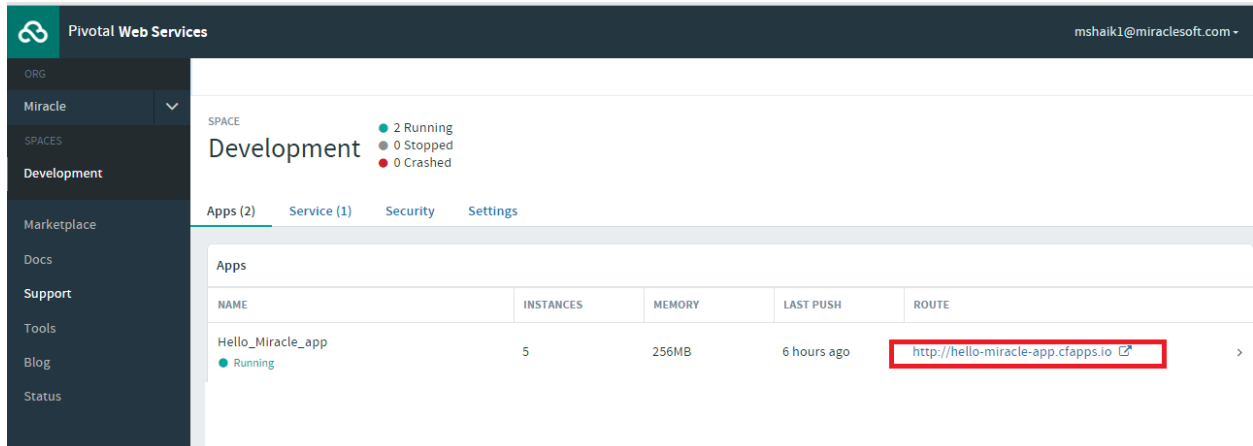 Pivotal Web Services
mshaik1@miraclesoft.com
ORG
Miracle
SPACES
Development
Marketplace
Docs
Support
Tools
Blog
Status
SPACE
Development
2 Running
0 Stopped
0 Crashed
Apps (2) Service (1) Security Settings
Apps
NAME INSTANCES MEMORY LAST PUSH ROUTE
Hello_Miracle_app 5 256MB 6 hours ago http://hello-miracle-app.cfapps.io
Running